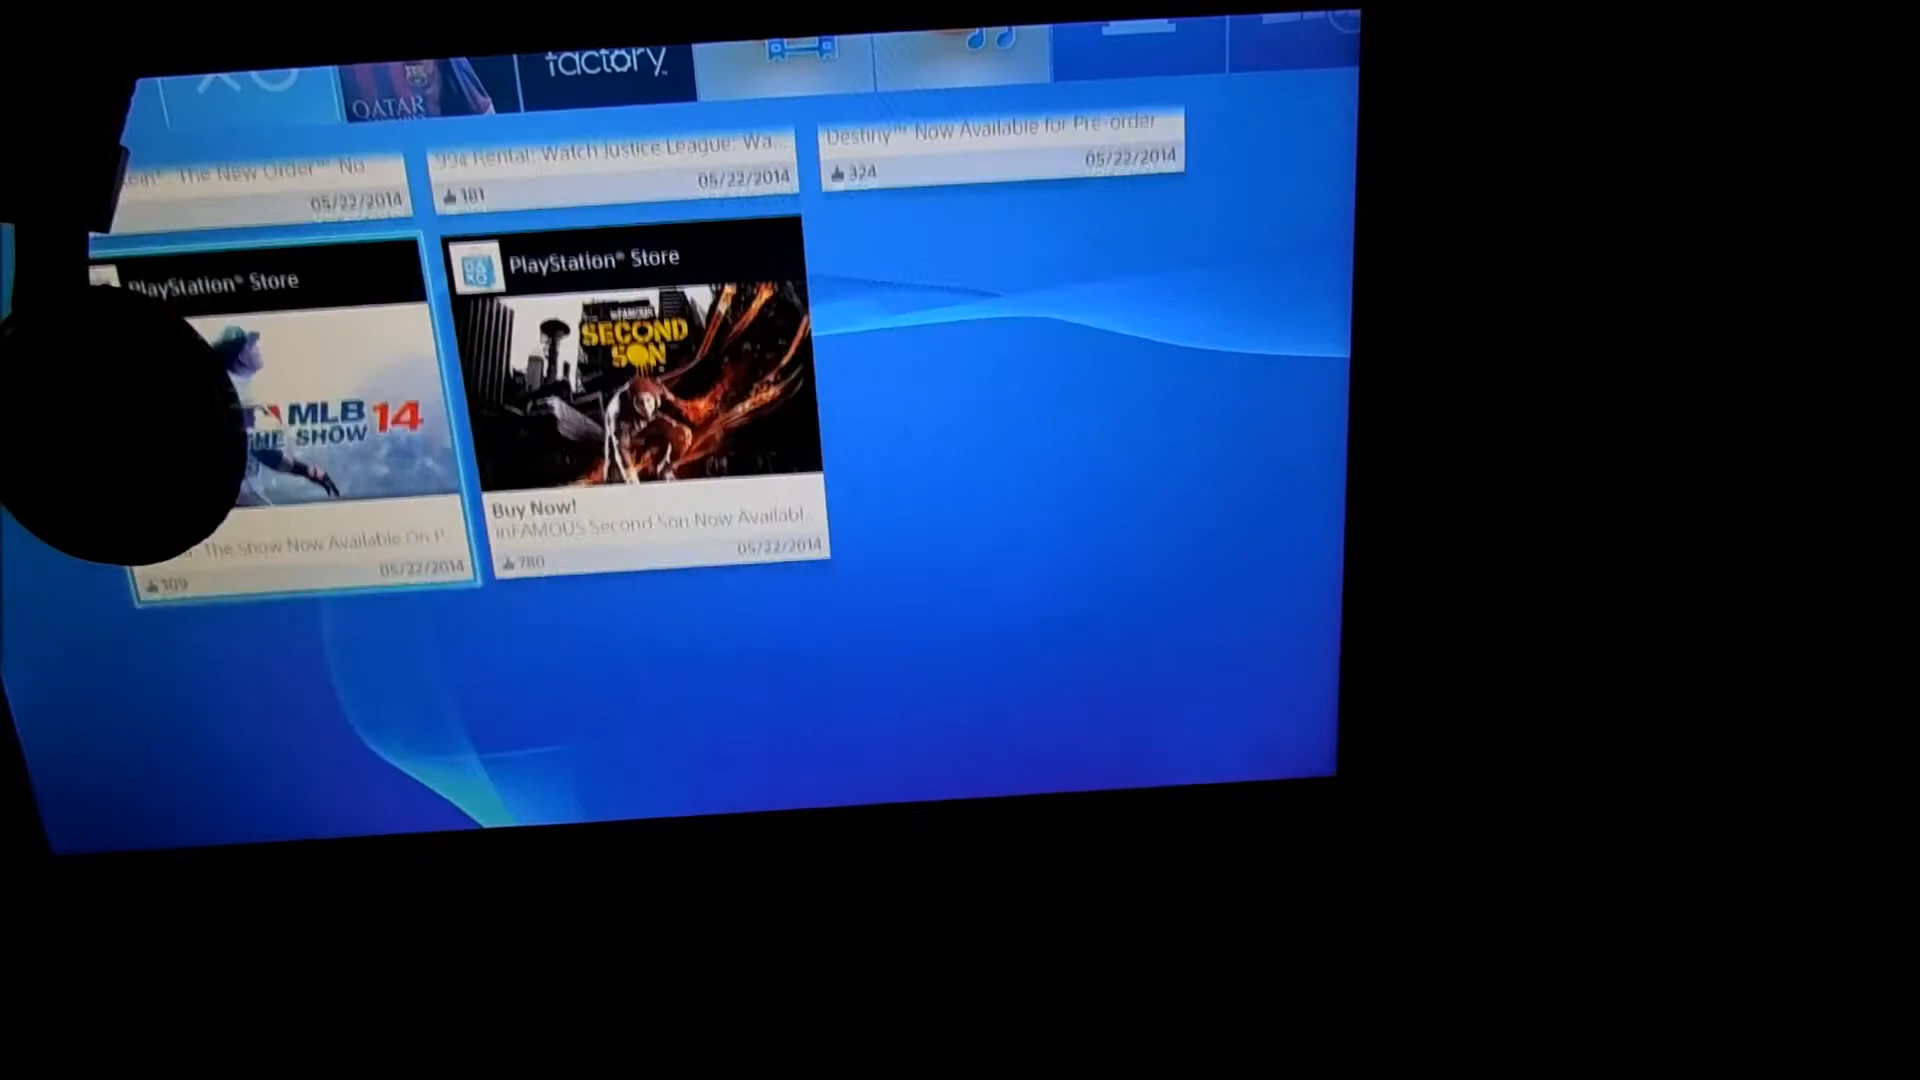 factory
QATAR
The New Order™ No
99¢ Rental: Watch Justice League: Wa...
Destiny™ Now Available for Pre-order
05/22/2014
181
05/22/2014
324
05/22/2014
PlayStation® Store
PlayStation® Store
MLB 14
THE SHOW
inFAMOUS
SECOND
SON
The Show Now Available On P
309
05/22/2014
Buy Now!
inFAMOUS Second Son Now Availabl...
780
05/22/2014